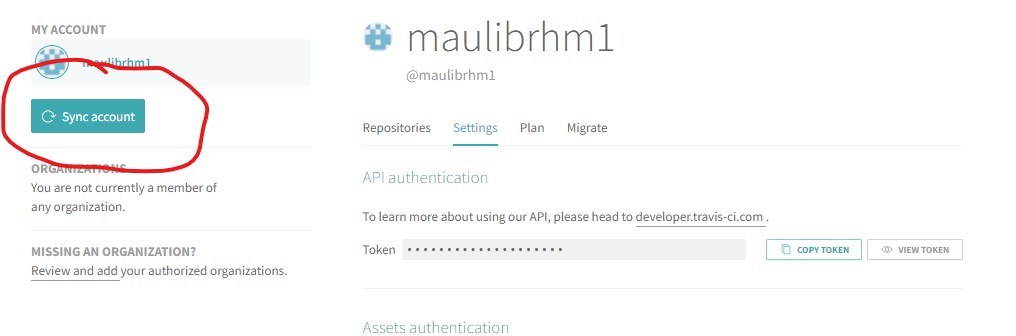 MY ACCOUNT
maulibrhm1
Sync account
ORGANIZATIONS
You are not currently a member of
any organization.
MISSING AN ORGANIZATION?
Review and add your authorized organizations.
maulibrhm1
@maulibrhm1
Repositories Settings Plan Migrate
API authentication
To learn more about using our API, please head to developer.travis-ci.com .
Token •••••••••••••••••••• COPY TOKEN VIEW TOKEN
Assets authentication